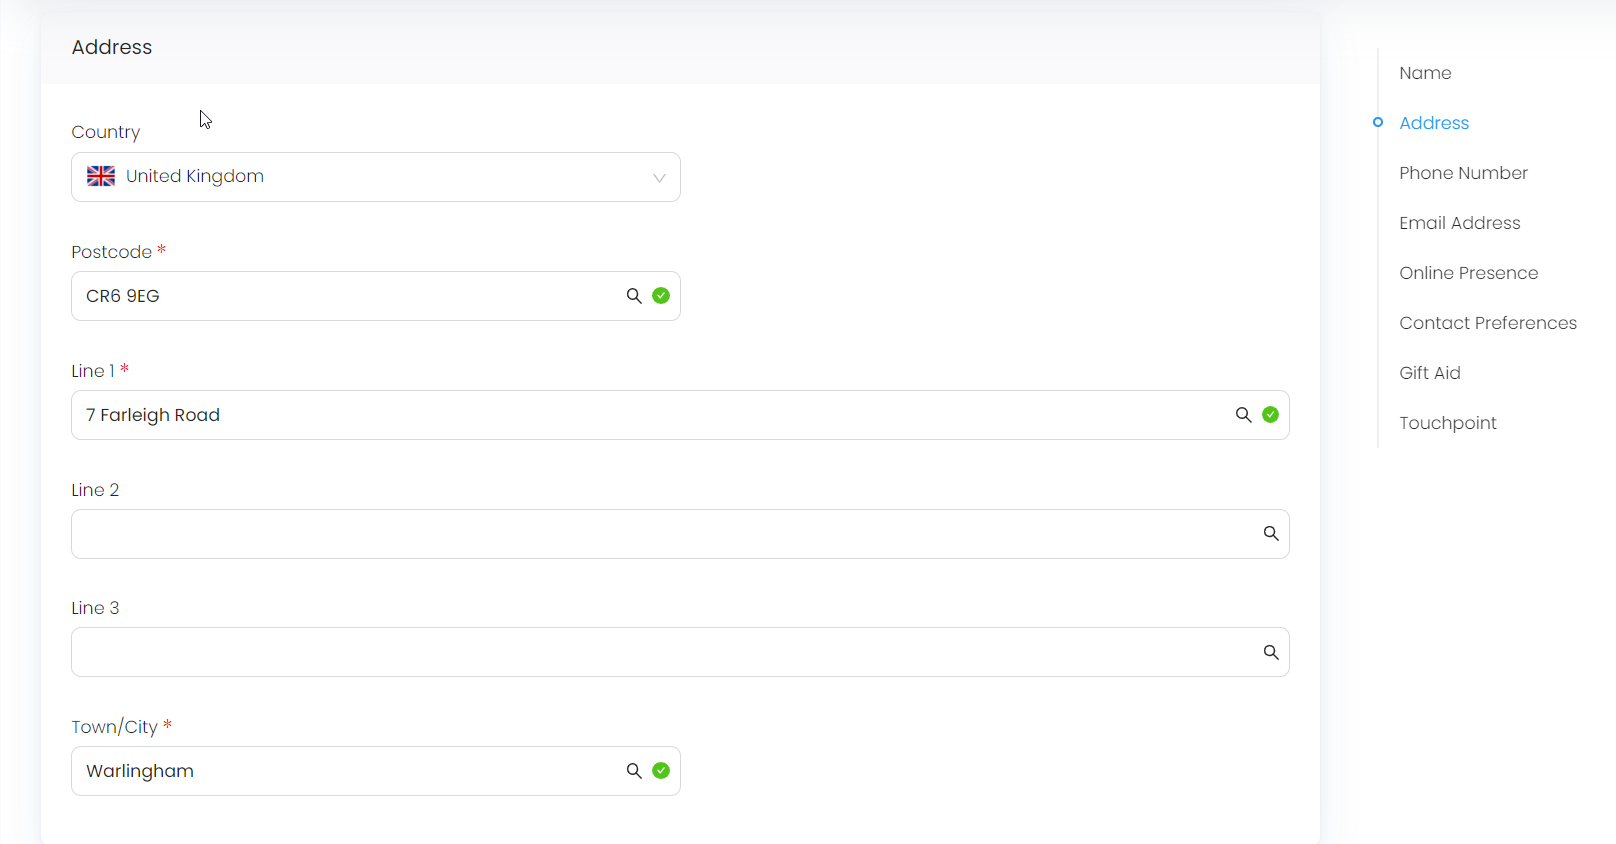 Address
Country
United Kingdom
Postcode *
CR6 9EG
Line 1 *
7 Farleigh Road
Line 2
Line 3
Town/City *
Warlingham
Name
Address
Phone Number
Email Address
Online Presence
Contact Preferences
Gift Aid
Touchpoint